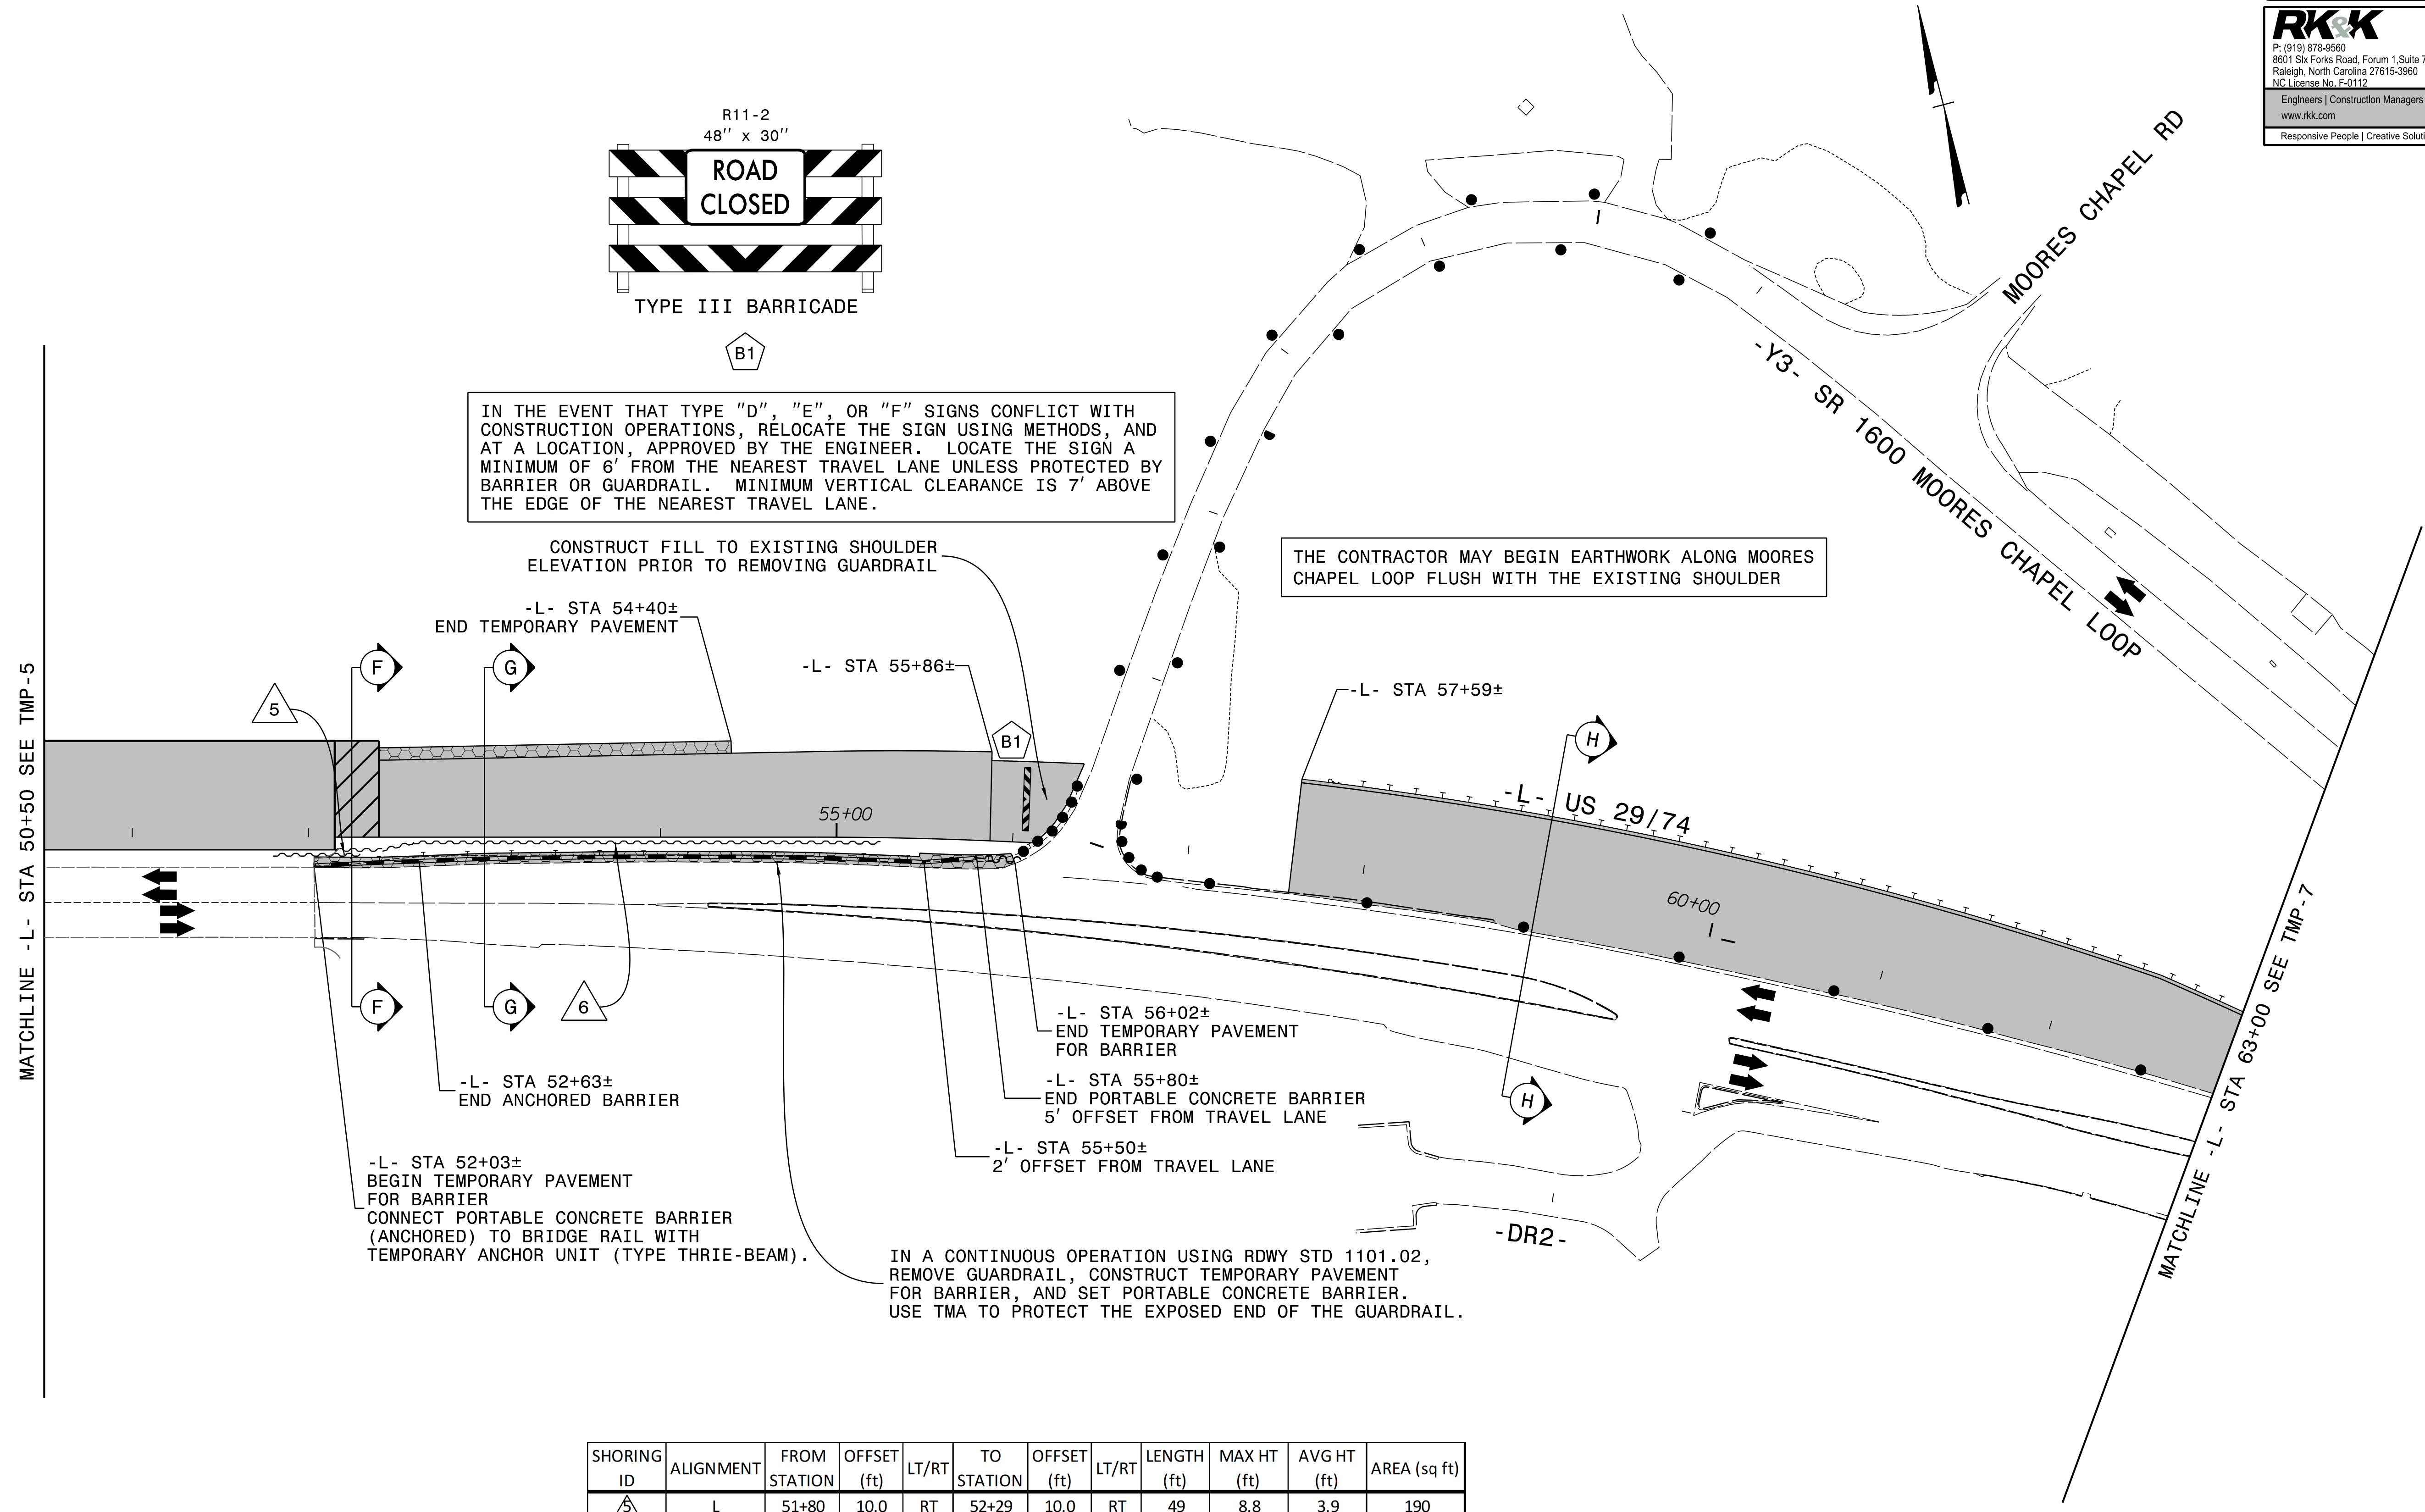 RK&K
P: (919) 878-9560
8601 Six Forks Road, Forum 1,Suite 7
Raleigh, North Carolina 27615-3960
NC License No. F-0112
Engineers | Construction Managers
www.rkk.com
Responsive People | Creative Soluti
R11-2
48'' x 30''
ROAD
CLOSED
TYPE III BARRICADE
B1
IN THE EVENT THAT TYPE "D", "E", OR "F" SIGNS CONFLICT WITH
CONSTRUCTION OPERATIONS, RELOCATE THE SIGN USING METHODS, AND
AT A LOCATION, APPROVED BY THE ENGINEER. LOCATE THE SIGN A
MINIMUM OF 6' FROM THE NEAREST TRAVEL LANE UNLESS PROTECTED BY
BARRIER OR GUARDRAIL. MINIMUM VERTICAL CLEARANCE IS 7' ABOVE
THE EDGE OF THE NEAREST TRAVEL LANE.
MOORES CHAPEL RD
-Y3- SR 1600 MOORES CHAPEL LOOP
CONSTRUCT FILL TO EXISTING SHOULDER
ELEVATION PRIOR TO REMOVING GUARDRAIL
THE CONTRACTOR MAY BEGIN EARTHWORK ALONG MOORES
CHAPEL LOOP FLUSH WITH THE EXISTING SHOULDER
-L- STA 54+40±
END TEMPORARY PAVEMENT
-L- STA 55+86±
-L- STA 57+59±
MATCHLINE -L- STA 50+50 SEE TMP-5
5
F
G
B1
H
55+00
-L- US 29/74
60+00
F
G
6
H
-L- STA 56+02±
END TEMPORARY PAVEMENT
FOR BARRIER
-L- STA 52+63±
END ANCHORED BARRIER
-L- STA 55+80±
END PORTABLE CONCRETE BARRIER
5' OFFSET FROM TRAVEL LANE
-L- STA 55+50±
2' OFFSET FROM TRAVEL LANE
-L- STA 52+03±
BEGIN TEMPORARY PAVEMENT
FOR BARRIER
CONNECT PORTABLE CONCRETE BARRIER
(ANCHORED) TO BRIDGE RAIL WITH
TEMPORARY ANCHOR UNIT (TYPE THRIE-BEAM).
IN A CONTINUOUS OPERATION USING RDWY STD 1101.02,
REMOVE GUARDRAIL, CONSTRUCT TEMPORARY PAVEMENT
FOR BARRIER, AND SET PORTABLE CONCRETE BARRIER.
USE TMA TO PROTECT THE EXPOSED END OF THE GUARDRAIL.
-DR2-
MATCHLINE -L- STA 63+00 SEE TMP-7
SHORING ID ALIGNMENT FROM STATION OFFSET (ft) LT/RT TO STATION OFFSET (ft) LT/RT LENGTH (ft) MAX HT (ft) AVG HT (ft) AREA (sq ft)
5 L 51+80 10.0 RT 52+29 10.0 RT 49 8.8 3.9 190